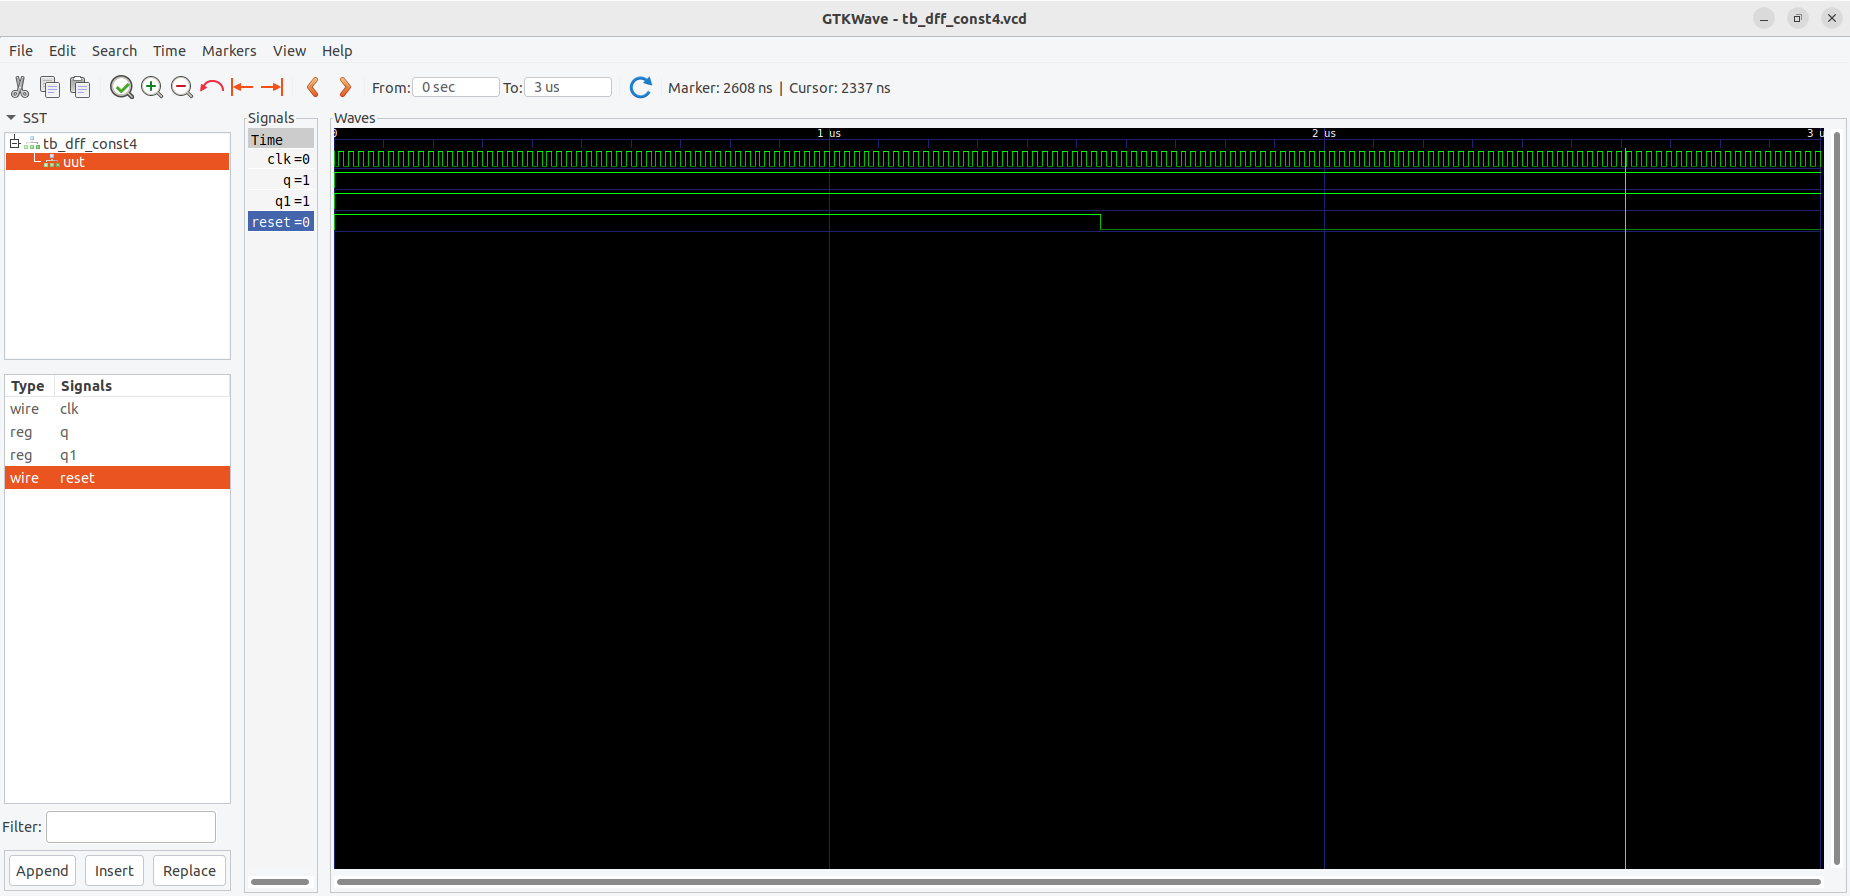 GTKWave - tb_dff_const4.vcd
File Edit Search Time Markers View Help
From: 0 sec To: 3 us Marker: 2608 ns | Cursor: 2337 ns
SST
tb_dff_const4
uut
Type Signals
wire clk
reg q
reg q1
wire reset
Filter:
Append Insert Replace
Signals
Time
clk =0
q =1
q1 =1
reset =0
Waves
0 1 us 2 us 3 u